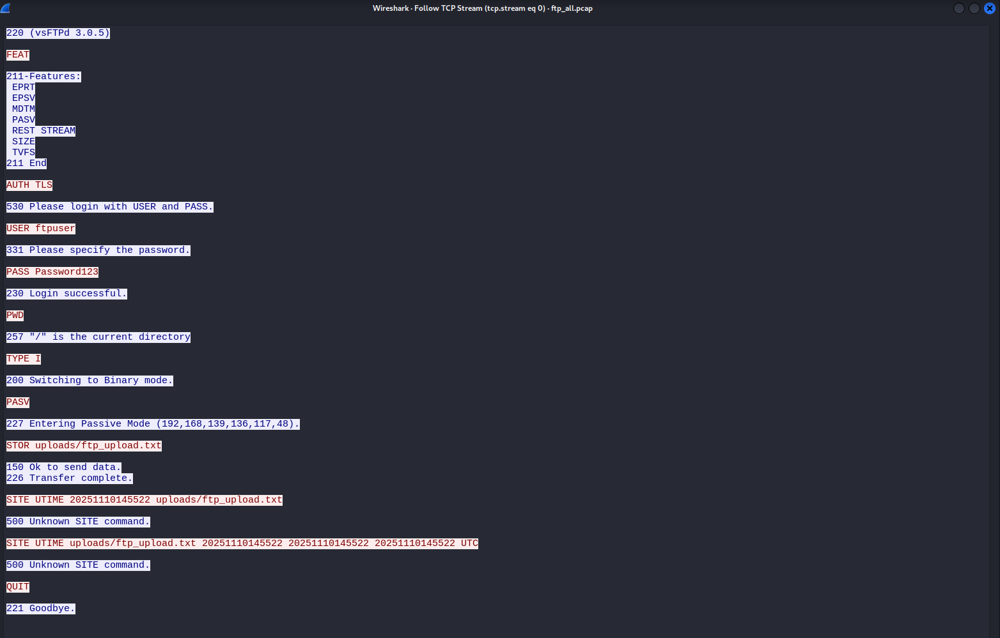 Wireshark · Follow TCP Stream (tcp.stream eq 0) · ftp_all.pcap
220 (vsFTPd 3.0.5)
FEAT
211-Features:
EPRT
EPSV
MDTM
PASV
REST STREAM
SIZE
TVFS
211 End
AUTH TLS
530 Please login with USER and PASS.
USER ftpuser
331 Please specify the password.
PASS Password123
230 Login successful.
PWD
257 "/" is the current directory
TYPE I
200 Switching to Binary mode.
PASV
227 Entering Passive Mode (192,168,139,136,117,48).
STOR uploads/ftp_upload.txt
150 Ok to send data.
226 Transfer complete.
SITE UTIME 20251110145522 uploads/ftp_upload.txt
500 Unknown SITE command.
SITE UTIME uploads/ftp_upload.txt 20251110145522 20251110145522 20251110145522 UTC
500 Unknown SITE command.
QUIT
221 Goodbye.